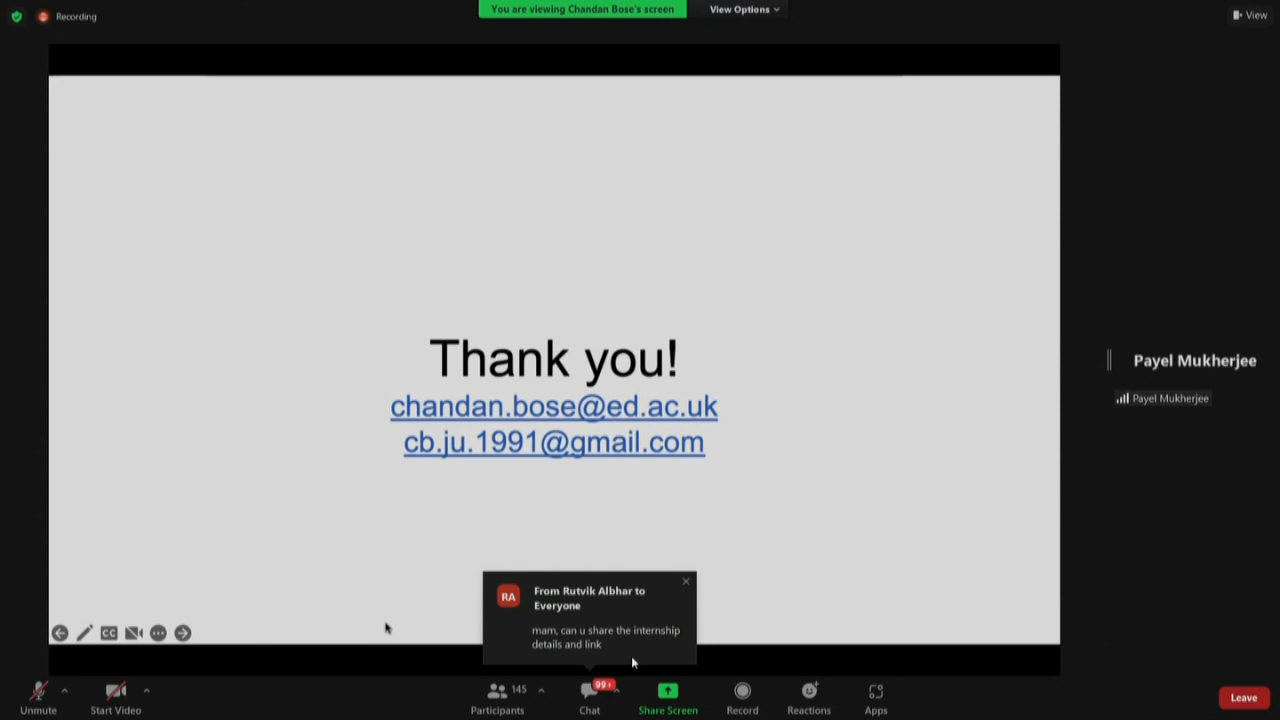 Recording
You are viewing Chandan Bose's screen
View Options
View
Thank you!
chandan.bose@ed.ac.uk
cb.ju.1991@gmail.com
Payel Mukherjee
Payel Mukherjee
RA
From Rutvik Albhar to
Everyone
mam, can u share the internship
details and link
CC
Unmute
Start Video
145
Participants
99+
Chat
Share Screen
Record
Reactions
Apps
Leave